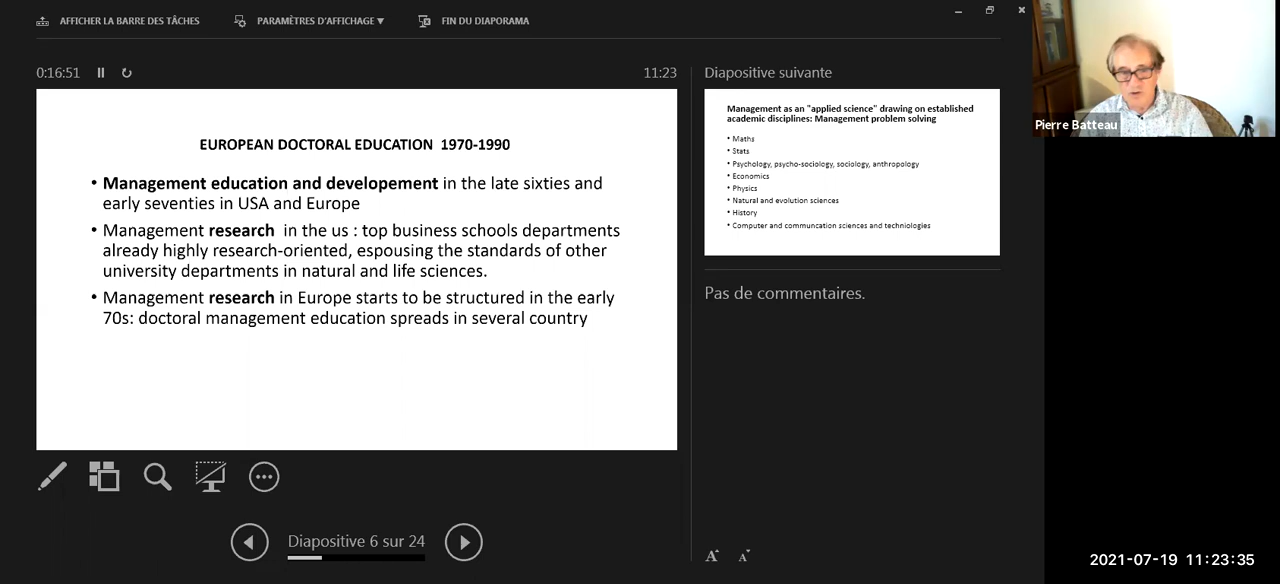 AFFICHER LA BARRE DES TÂCHES PARAMÈTRES D'AFFICHAGE ▼ FIN DU DIAPORAMA
0:16:51 11:23
EUROPEAN DOCTORAL EDUCATION 1970-1990
• Management education and developement in the late sixties and
early seventies in USA and Europe
• Management research in the us : top business schools departments
already highly research-oriented, espousing the standards of other
university departments in natural and life sciences.
• Management research in Europe starts to be structured in the early
70s: doctoral management education spreads in several country
Diapositive 6 sur 24
Diapositive suivante
Management as an "applied science" drawing on established
academic disciplines: Management problem solving
• Maths
• Stats
• Psychology, psycho-sociology, sociology, anthropology
• Economics
• Physics
• Natural and evolution sciences
• History
• Computer and communcation sciences and techniologies
Pas de commentaires.
A A
Pierre Batteau
2021-07-19 11:23:35